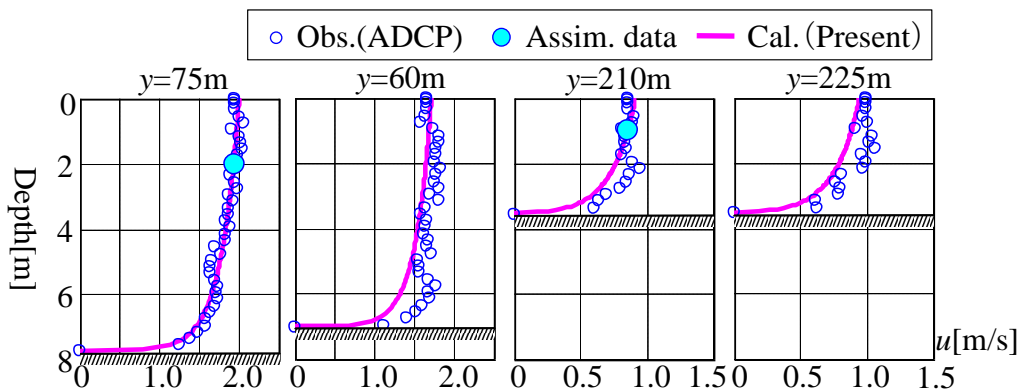 Obs.(ADCP) Assim. data Cal. (Present)
y=75m y=60m y=210m y=225m
0
2
4
6
8
Depth[m]
0 1.0 2.0 0 1.0 2.0 0 0.5 1.0 1.5 0 0.5 1.0 1.5
u[m/s]